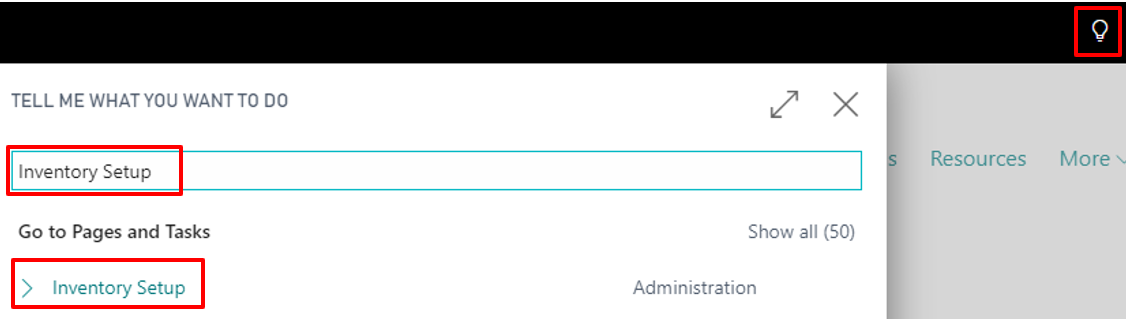 TELL ME WHAT YOU WANT TO DO
Inventory Setup
s Resources More
Go to Pages and Tasks Show all (50)
Inventory Setup Administration